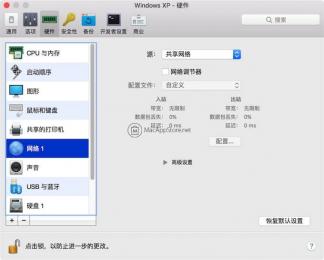 Windows XP - 硬件
通用 选项 硬件 安全性 备份 开发者设置 商业
搜索
CPU 与内存
启动顺序
图形
鼠标和键盘
共享的打印机
网络 1
声音
USB 与蓝牙
硬盘 1
源: 共享网络
网络调节器
配置文件: 自定义
入站 出站
带宽: 无限制 带宽: 无限制
数据包丢失: 0% 数据包丢失: 0%
延迟: 0 ms 延迟: 0 ms
MacAppStore.net
配置...
高级设置
恢复默认设置
点击锁，以防止进一步的更改。
?